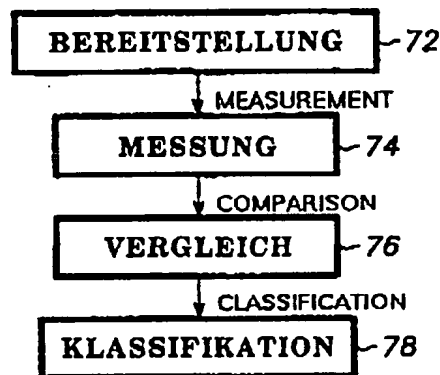 BEREITSTELLUNG 72
MEASUREMENT
MESSUNG 74
COMPARISON
VERGLEICH 76
CLASSIFICATION
KLASSIFIKATION 78